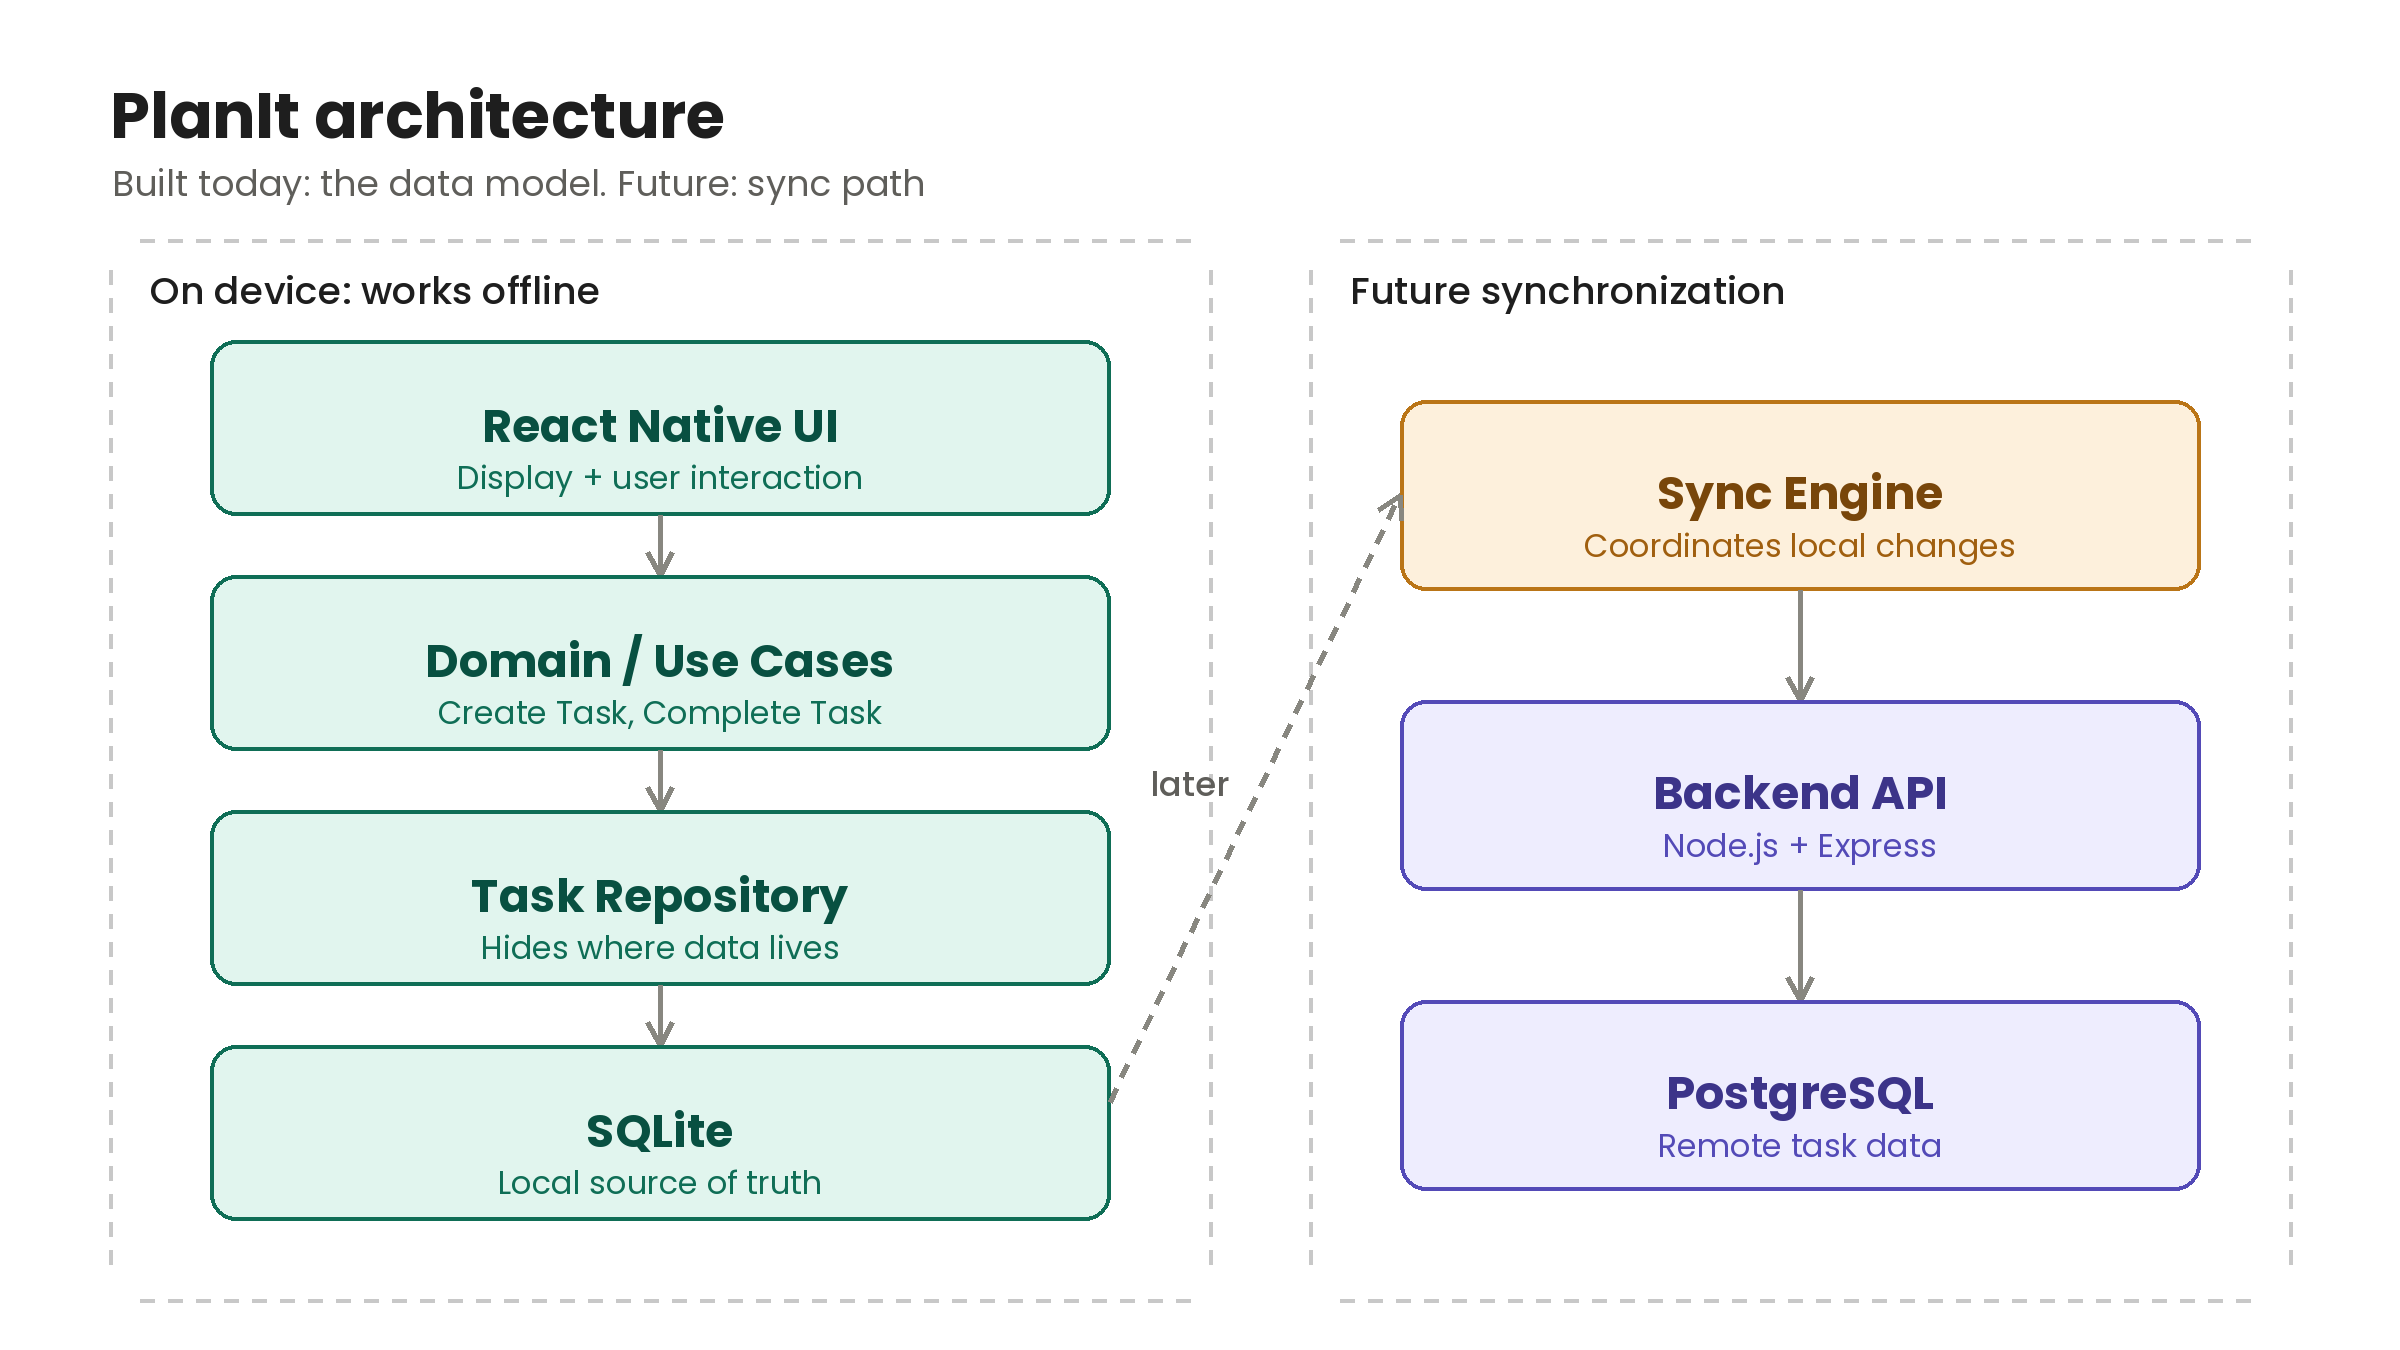 PlanIt architecture
Built today: the data model. Future: sync path
On device: works offline
React Native UI
Display + user interaction
Domain / Use Cases
Create Task, Complete Task
Task Repository
Hides where data lives
SQLite
Local source of truth
later
Future synchronization
Sync Engine
Coordinates local changes
Backend API
Node.js + Express
PostgreSQL
Remote task data